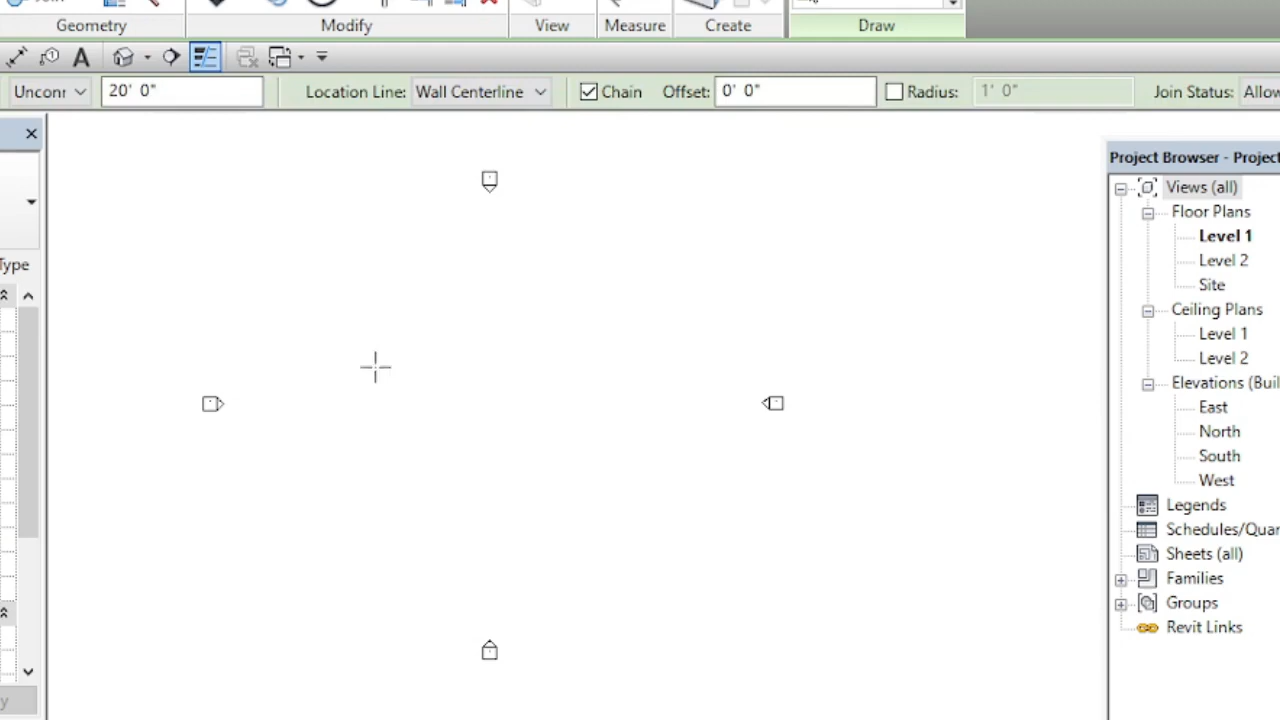 Geometry
Modify
View
Measure
Create
Draw
A
Uncon
20' 0"
Location Line:
Wall Centerline
Chain
Offset:
0' 0"
Radius:
1' 0"
Join Status:
Allow
Type
Project Browser - Project
Views (all)
Floor Plans
Level 1
Level 2
Site
Ceiling Plans
Level 1
Level 2
Elevations (Buil
East
North
South
West
Legends
Schedules/Quan
Sheets (all)
Families
Groups
Revit Links
y